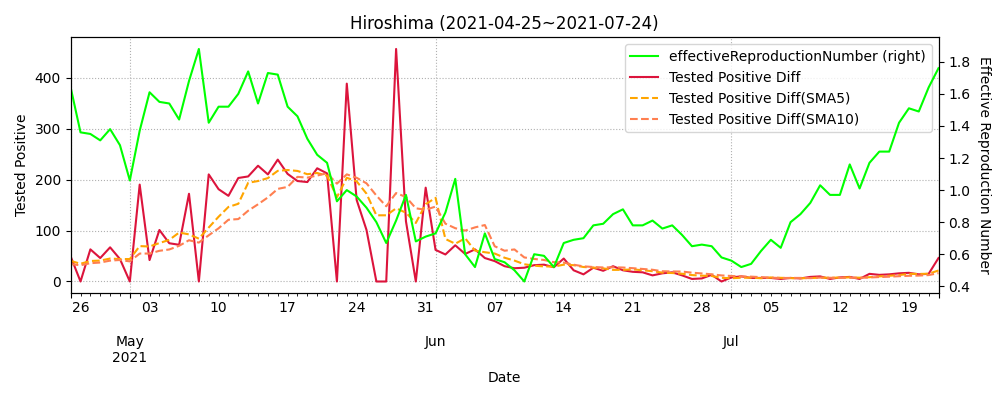 Hiroshima (2021-04-25~2021-07-24)
effectiveReproductionNumber (right)
Tested Positive Diff
Tested Positive Diff(SMA5)
Tested Positive Diff(SMA10)
Tested Positive
400
300
200
100
0
Effective Reproduction Number
1.8
1.6
1.4
1.2
1.0
0.8
0.6
0.4
26 03 10 17 24 31 07 14 21 28 05 12 19
May Jun Jul
2021
Date